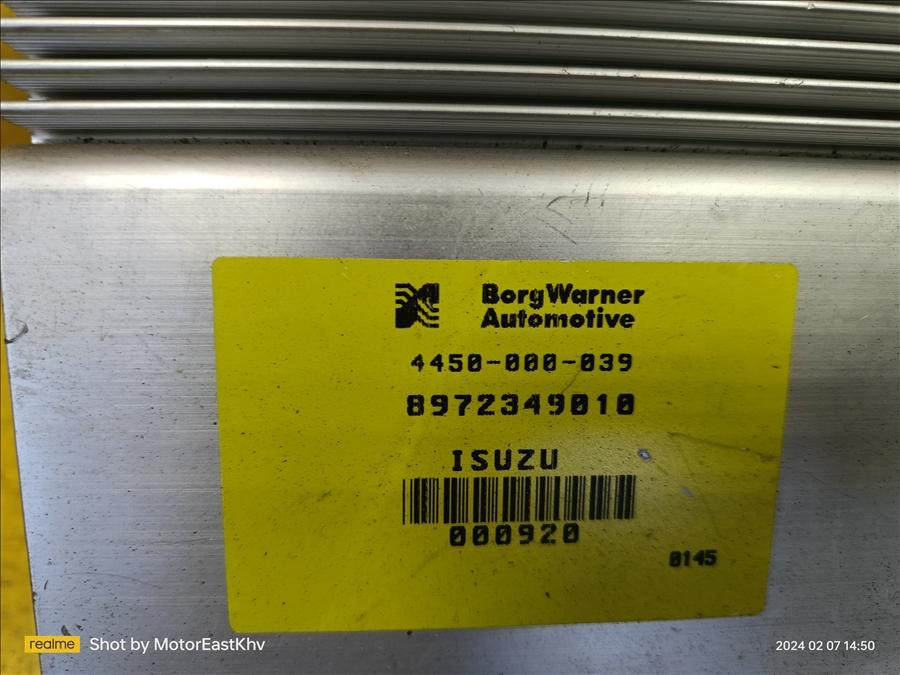 BorgWarner
Automotive
4450-000-039
8972349010
ISUZU
000920
0145
realme Shot by MotorEastKhv
2024 02 07 14:50